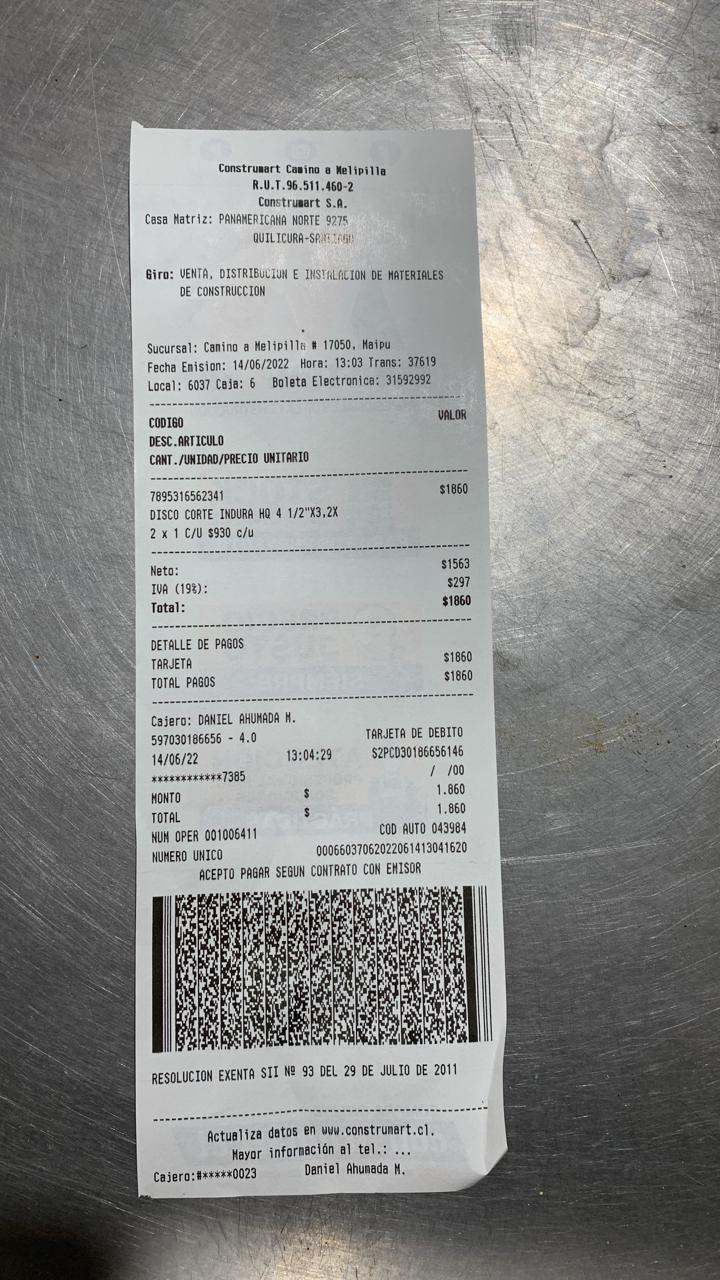 Construmart Camino a Melipilla
R.U.T.96.511.460-2
Construmart S.A.
Casa Matriz: PANAMERICANA NORTE 9275
QUILICURA-SANTIAGO
Giro: VENTA, DISTRIBUCIUN E INSTALACION DE MATERIALES
DE CONSTRUCCION
Sucursal: Camino a Melipilla # 17050, Maipu
Fecha Emision: 14/06/2022 Hora: 13:03 Trans: 37619
Local: 6037 Caja: 6 Boleta Electronica: 31592992
CODIGO VALOR
DESC.ARTICULO
CANT./UNIDAD/PRECIO UNITARIO
7895316562341 $1860
DISCO CORTE INDURA HQ 4 1/2"X3,2X
2 x 1 C/U $930 c/u
Neto: $1563
IVA (19%): $297
Total: $1860
DETALLE DE PAGOS
TARJETA $1860
TOTAL PAGOS $1860
Cajero: DANIEL AHUMADA M.
597030186656 - 4.0 TARJETA DE DEBITO
14/06/22 13:04:29 S2PCD30186656146
************7385 / /00
MONTO $ 1.860
TOTAL $ 1.860
NUM OPER 001006411 COD AUTO 043984
NUMERO UNICO 00066037062022061413041620
ACEPTO PAGAR SEGUN CONTRATO CON EMISOR
RESOLUCION EXENTA SII Nº 93 DEL 29 DE JULIO DE 2011
Actualiza datos en www.construmart.cl.
Mayor información al tel.: ...
Cajero:#*****0023 Daniel Ahumada M.